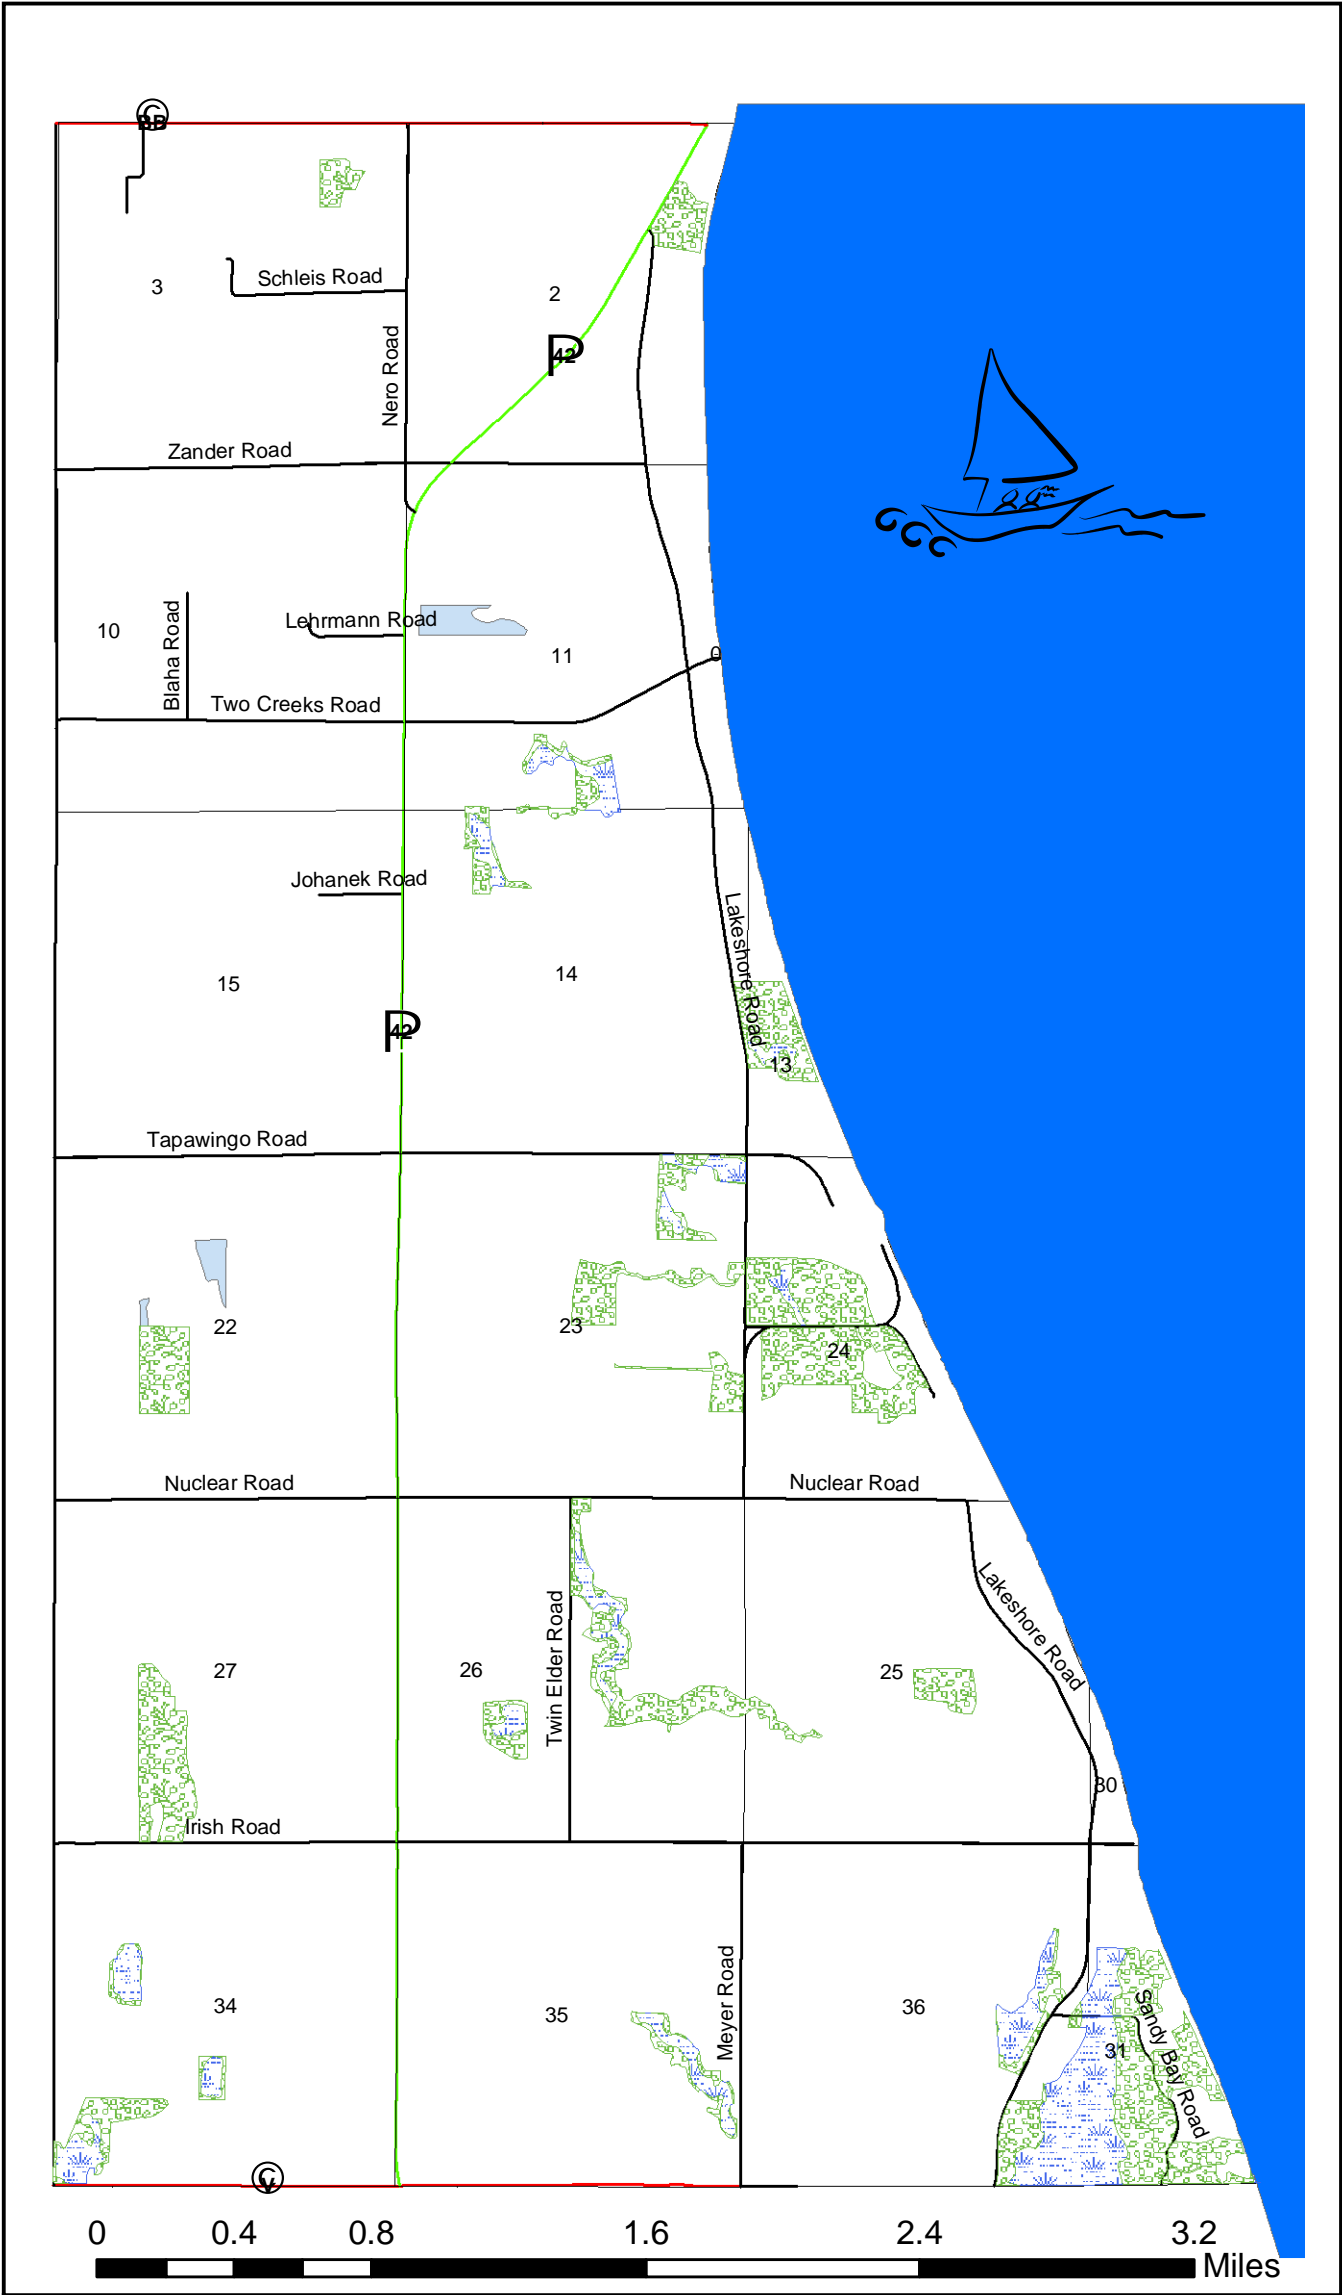 C
BB
Schleis Road
3
2
Nero Road
P
42
Zander Road
Lehrmann Road
10
Blaha Road
11
0
Two Creeks Road
Johanek Road
Lakeshore Road
15
14
P
42
13
Tapawingo Road
22
23
24
Nuclear Road
Nuclear Road
Lakeshore Road
Twin Elder Road
27
26
25
30
Irish Road
Meyer Road
34
35
36
Sandy Bay Road
31
C
V
0 0.4 0.8 1.6 2.4 3.2
Miles